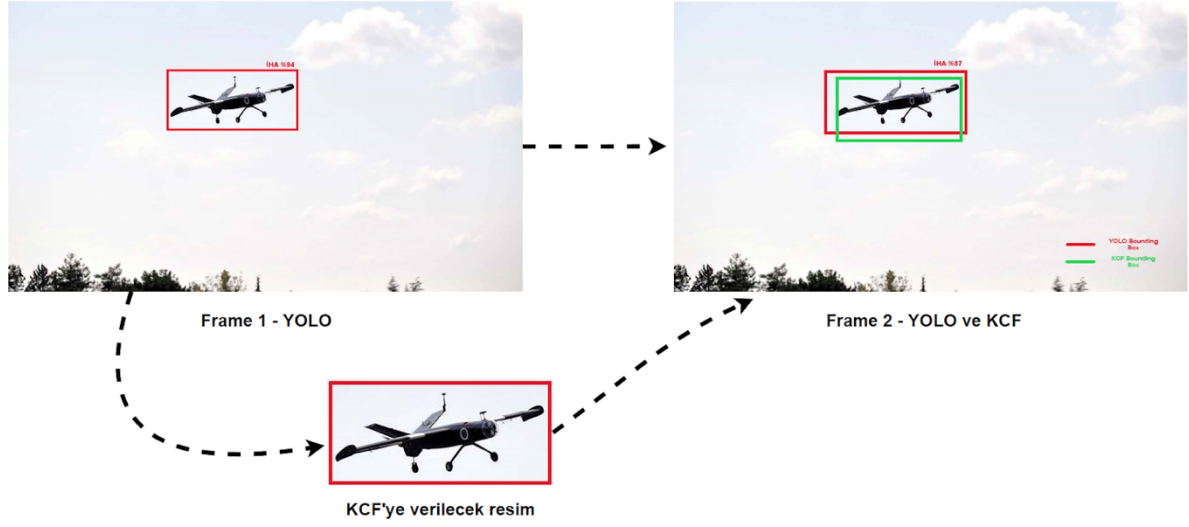 İHA %94
İHA %87
YOLO Bounding
Box
KCF Bounding
Box
Frame 1 - YOLO
Frame 2 - YOLO ve KCF
KCF'ye verilecek resim